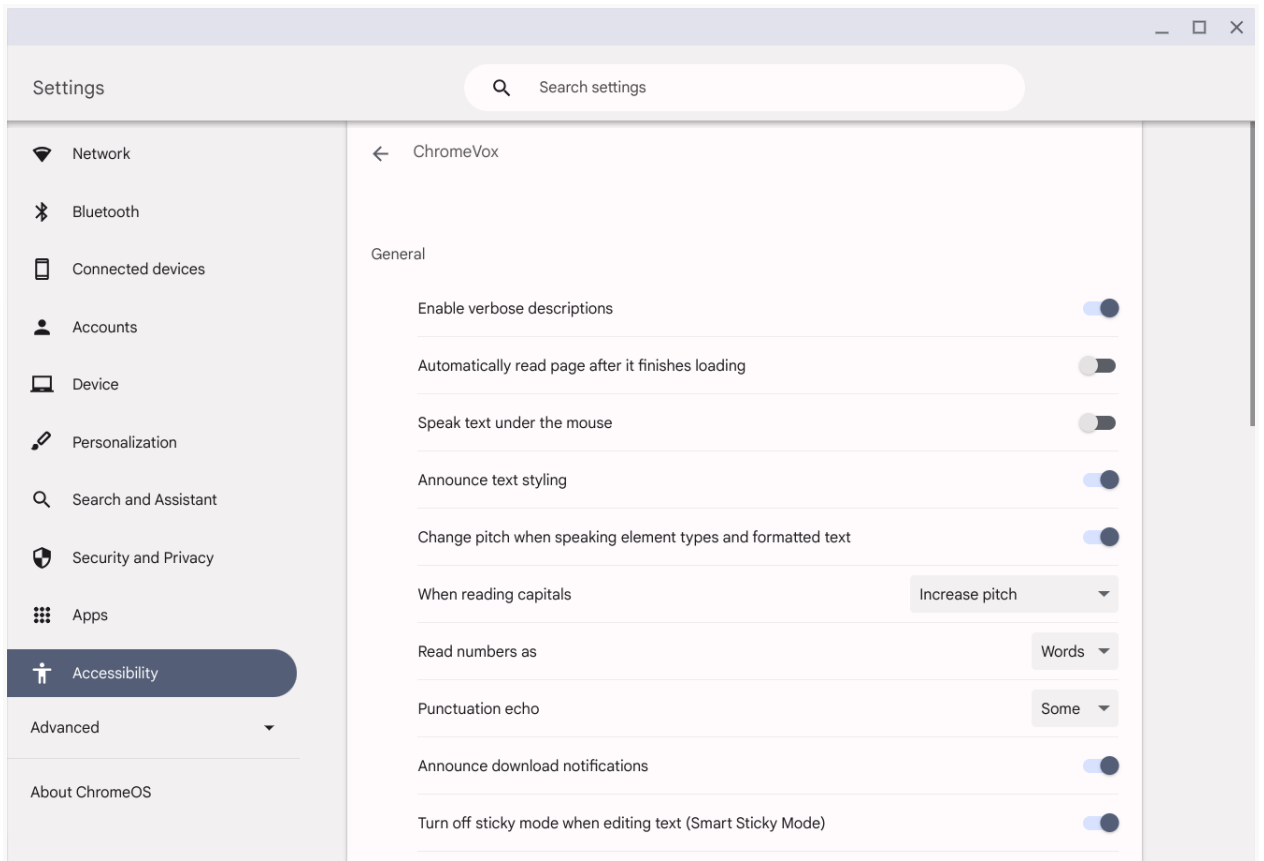 Settings
Search settings
Network
Bluetooth
Connected devices
Accounts
Device
Personalization
Search and Assistant
Security and Privacy
Apps
Accessibility
Advanced
About ChromeOS
ChromeVox
General
Enable verbose descriptions
Automatically read page after it finishes loading
Speak text under the mouse
Announce text styling
Change pitch when speaking element types and formatted text
When reading capitals Increase pitch
Read numbers as Words
Punctuation echo Some
Announce download notifications
Turn off sticky mode when editing text (Smart Sticky Mode)